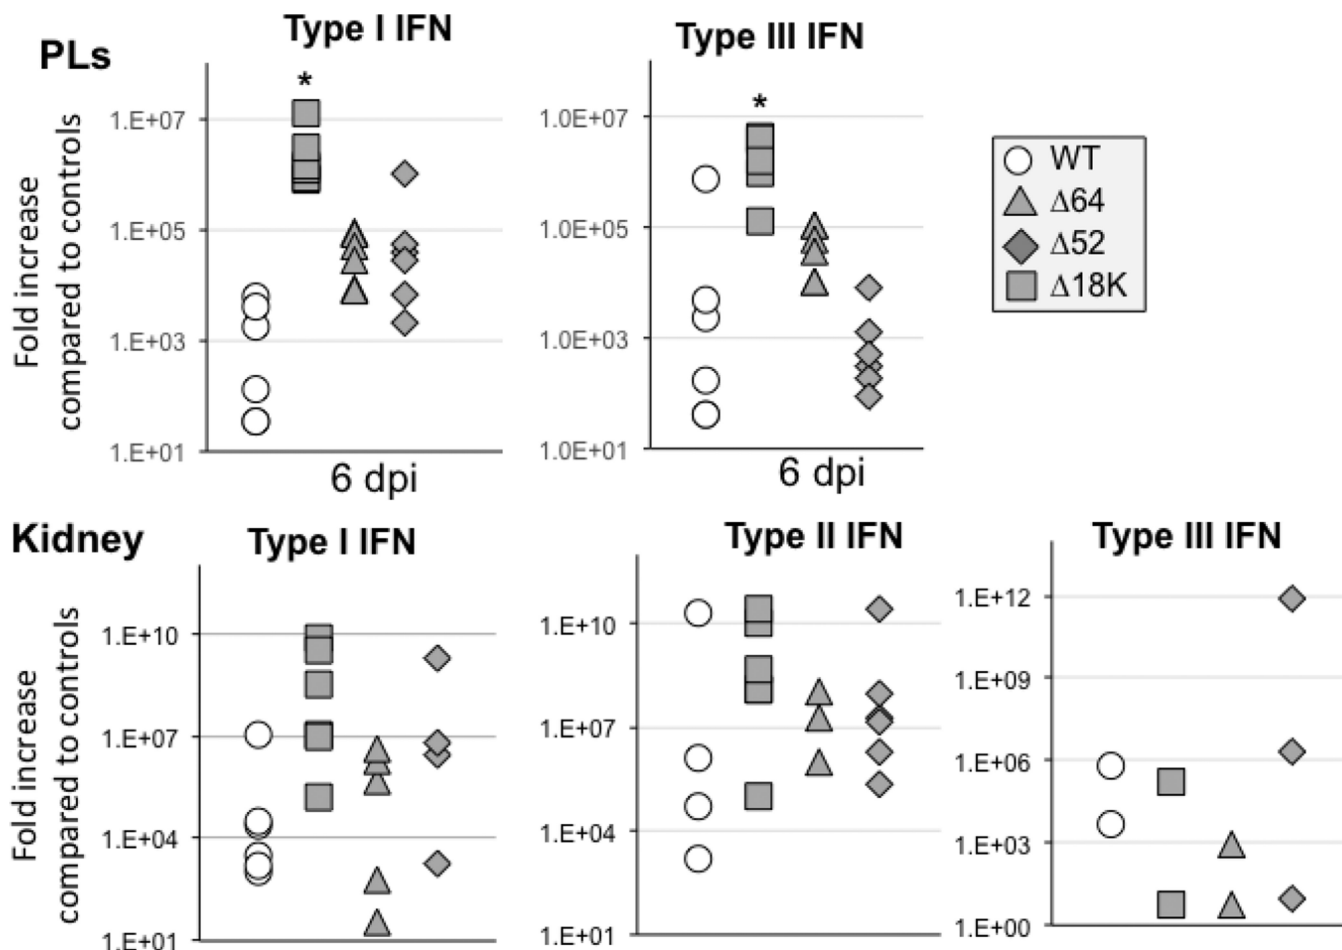 PLs
Type I IFN
Type III IFN
Fold increase
compared to controls
*
1.E+07
1.E+05
1.E+03
1.E+01
6 dpi
*
1.0E+07
1.0E+05
1.0E+03
1.0E+01
6 dpi
WT
Δ64
Δ52
Δ18K
Kidney
Type I IFN
Type II IFN
Type III IFN
Fold increase
compared to controls
1.E+10
1.E+07
1.E+04
1.E+01
1.E+10
1.E+07
1.E+04
1.E+01
1.E+12
1.E+09
1.E+06
1.E+03
1.E+00